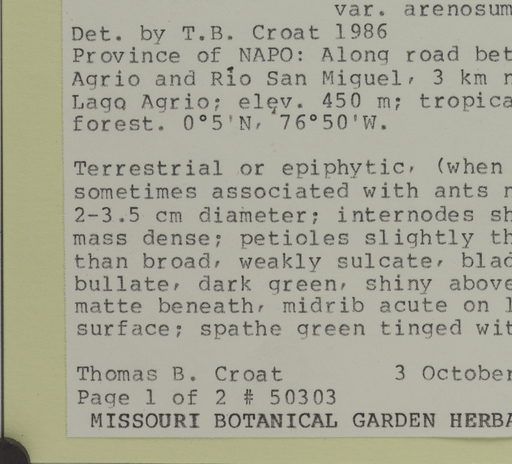 var. arenosum
Det. by T.B. Croat 1986
Province of NAPO: Along road bet
Agrio and Río San Miguel, 3 km n
Lago Agrio; elev. 450 m; tropica
forest. 0°5'N, 76°50'W.
Terrestrial or epiphytic, (when
sometimes associated with ants n
2-3.5 cm diameter; internodes sh
mass dense; petioles slightly th
than broad, weakly sulcate, blad
bullate, dark green, shiny above
matte beneath, midrib acute on l
surface; spathe green tinged wit
Thomas B. Croat 3 October
Page 1 of 2 # 50303
MISSOURI BOTANICAL GARDEN HERBA